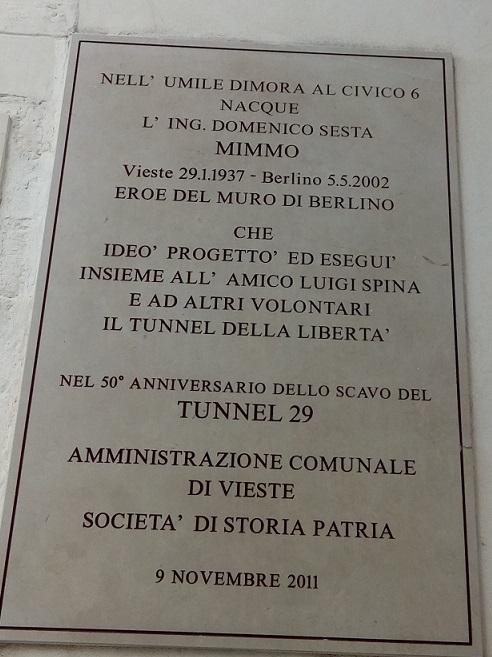 NELL' UMILE DIMORA AL CIVICO 6
NACQUE
L' ING. DOMENICO SESTA
MIMMO
Vieste 29.1.1937 - Berlino 5.5.2002
EROE DEL MURO DI BERLINO
CHE
IDEO' PROGETTO' ED ESEGUI'
INSIEME ALL' AMICO LUIGI SPINA
E AD ALTRI VOLONTARI
IL TUNNEL DELLA LIBERTA'
NEL 50° ANNIVERSARIO DELLO SCAVO DEL
TUNNEL 29
AMMINISTRAZIONE COMUNALE
DI VIESTE
SOCIETA' DI STORIA PATRIA
9 NOVEMBRE 2011